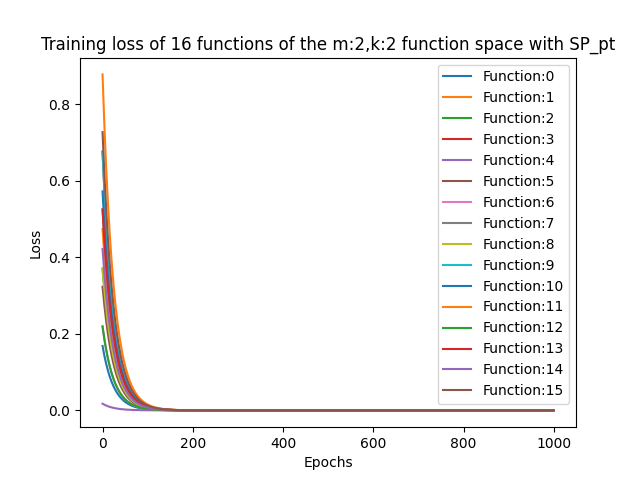 Training loss of 16 functions of the m:2,k:2 function space with SP_pt
Loss
0.8
0.6
0.4
0.2
0.0
Function:0
Function:1
Function:2
Function:3
Function:4
Function:5
Function:6
Function:7
Function:8
Function:9
Function:10
Function:11
Function:12
Function:13
Function:14
Function:15
0 200 400 600 800 1000
Epochs